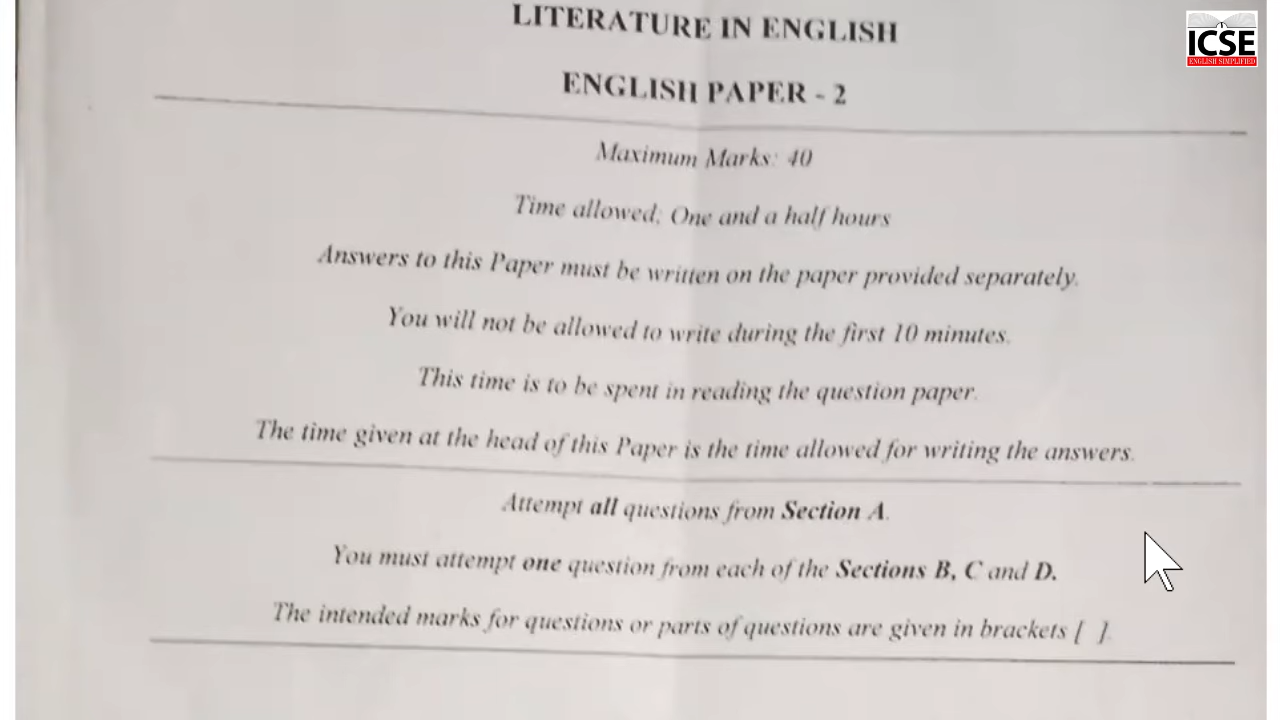 LITERATURE IN ENGLISH
ICSE
ENGLISH SIMPLIFIED
ENGLISH PAPER - 2
Maximum Marks: 40
Time allowed: One and a half hours
Answers to this Paper must be written on the paper provided separately.
You will not be allowed to write during the first 10 minutes.
This time is to be spent in reading the question paper.
The time given at the head of this Paper is the time allowed for writing the answers.
Attempt all questions from Section A.
You must attempt one question from each of the Sections B, C and D.
The intended marks for questions or parts of questions are given in brackets [ ].